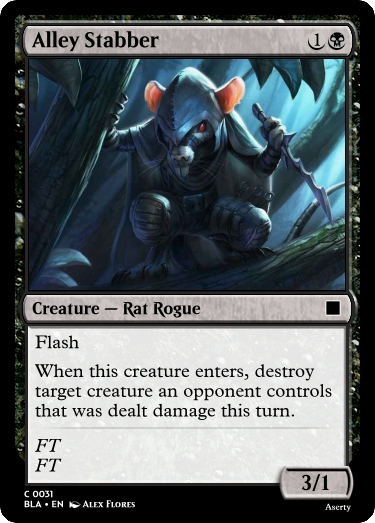 Alley Stabber 1
Creature — Rat Rogue
Flash
When this creature enters, destroy
target creature an opponent controls
that was dealt damage this turn.
FT
FT
3/1
C 0031
BLA • EN Alex Flores
Aserty